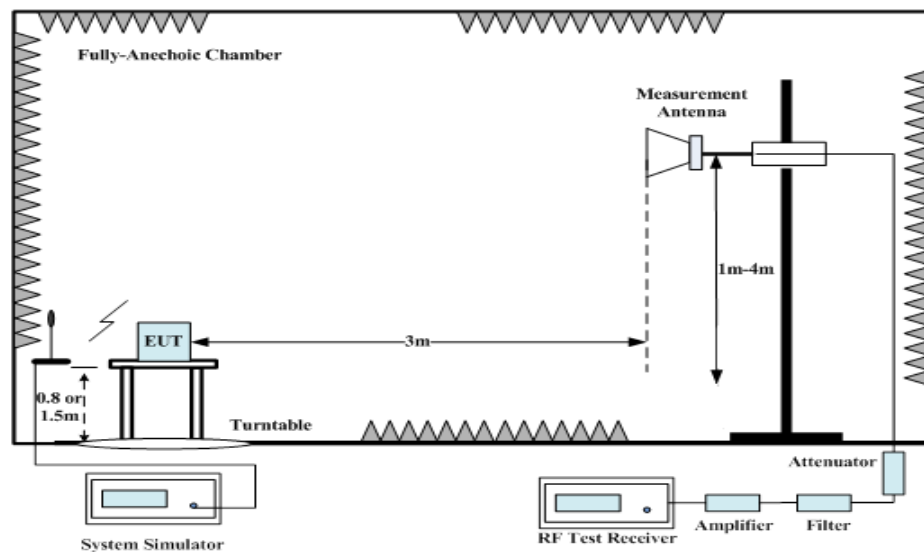 Fully-Anechoic Chamber
Measurement
Antenna
1m-4m
EUT
3m
0.8 or
1.5m
Turntable
Attenuator
System Simulator
RF Test Receiver
Amplifier
Filter